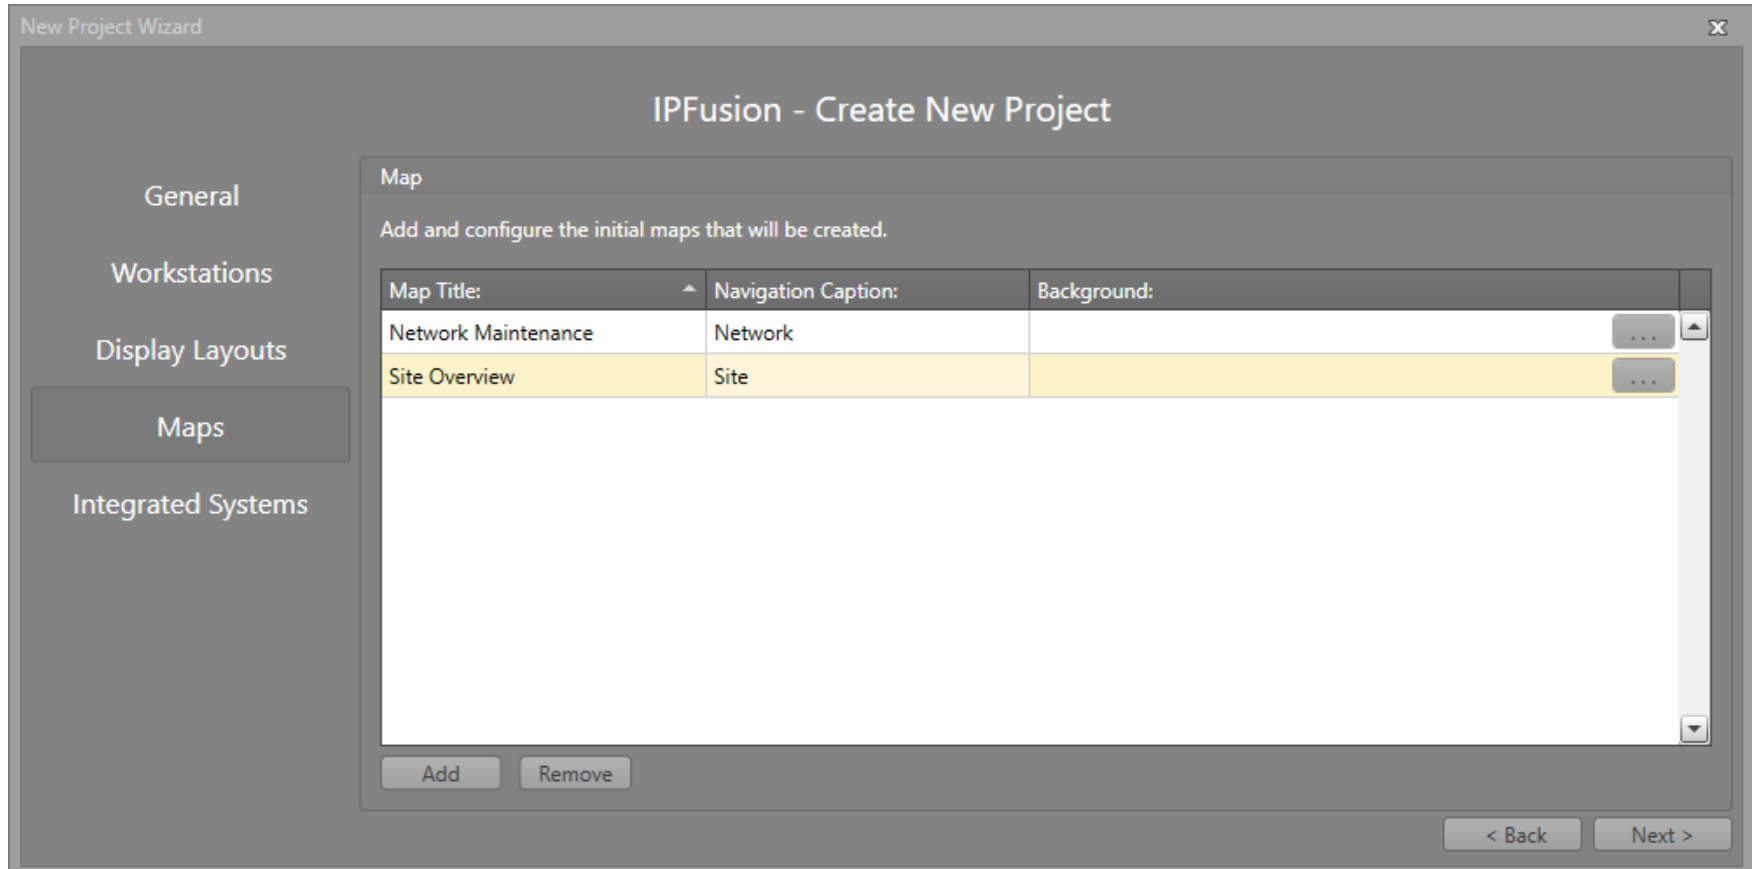 New Project Wizard
IPFusion - Create New Project
General
Workstations
Display Layouts
Maps
Integrated Systems
Map
Add and configure the initial maps that will be created.
Map Title: Navigation Caption: Background:
Network Maintenance Network ...
Site Overview Site ...
Add Remove
< Back Next >